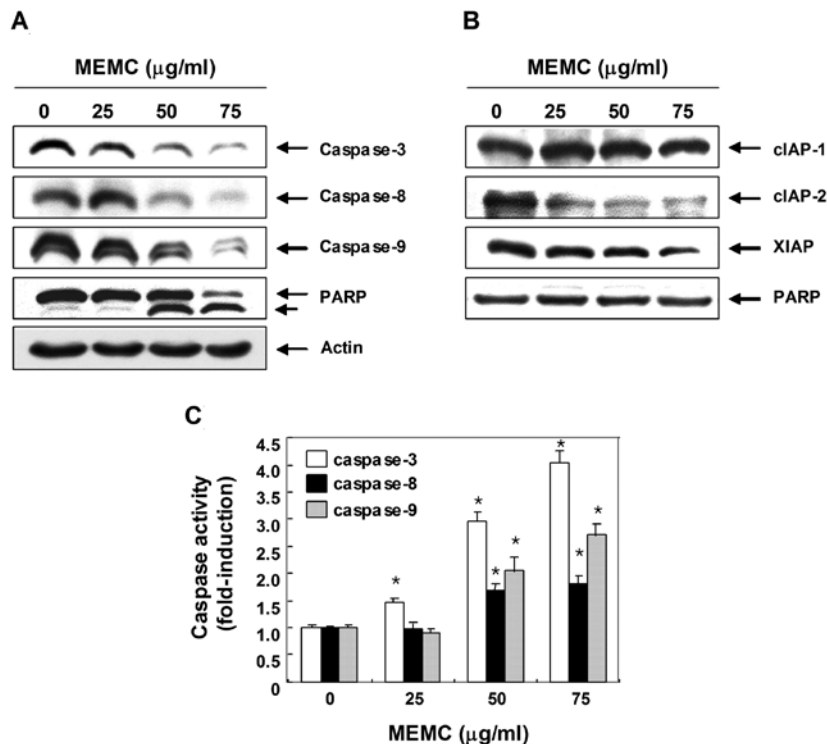 A
MEMC (μg/ml)
0 25 50 75
Caspase-3
Caspase-8
Caspase-9
PARP
Actin
B
MEMC (μg/ml)
0 25 50 75
cIAP-1
cIAP-2
XIAP
PARP
C
Caspase activity
(fold-induction)
4.5
4.0
3.5
3.0
2.5
2.0
1.5
1.0
0.5
0
caspase-3
caspase-8
caspase-9
*
* * *
* * *
0 25 50 75
MEMC (μg/ml)